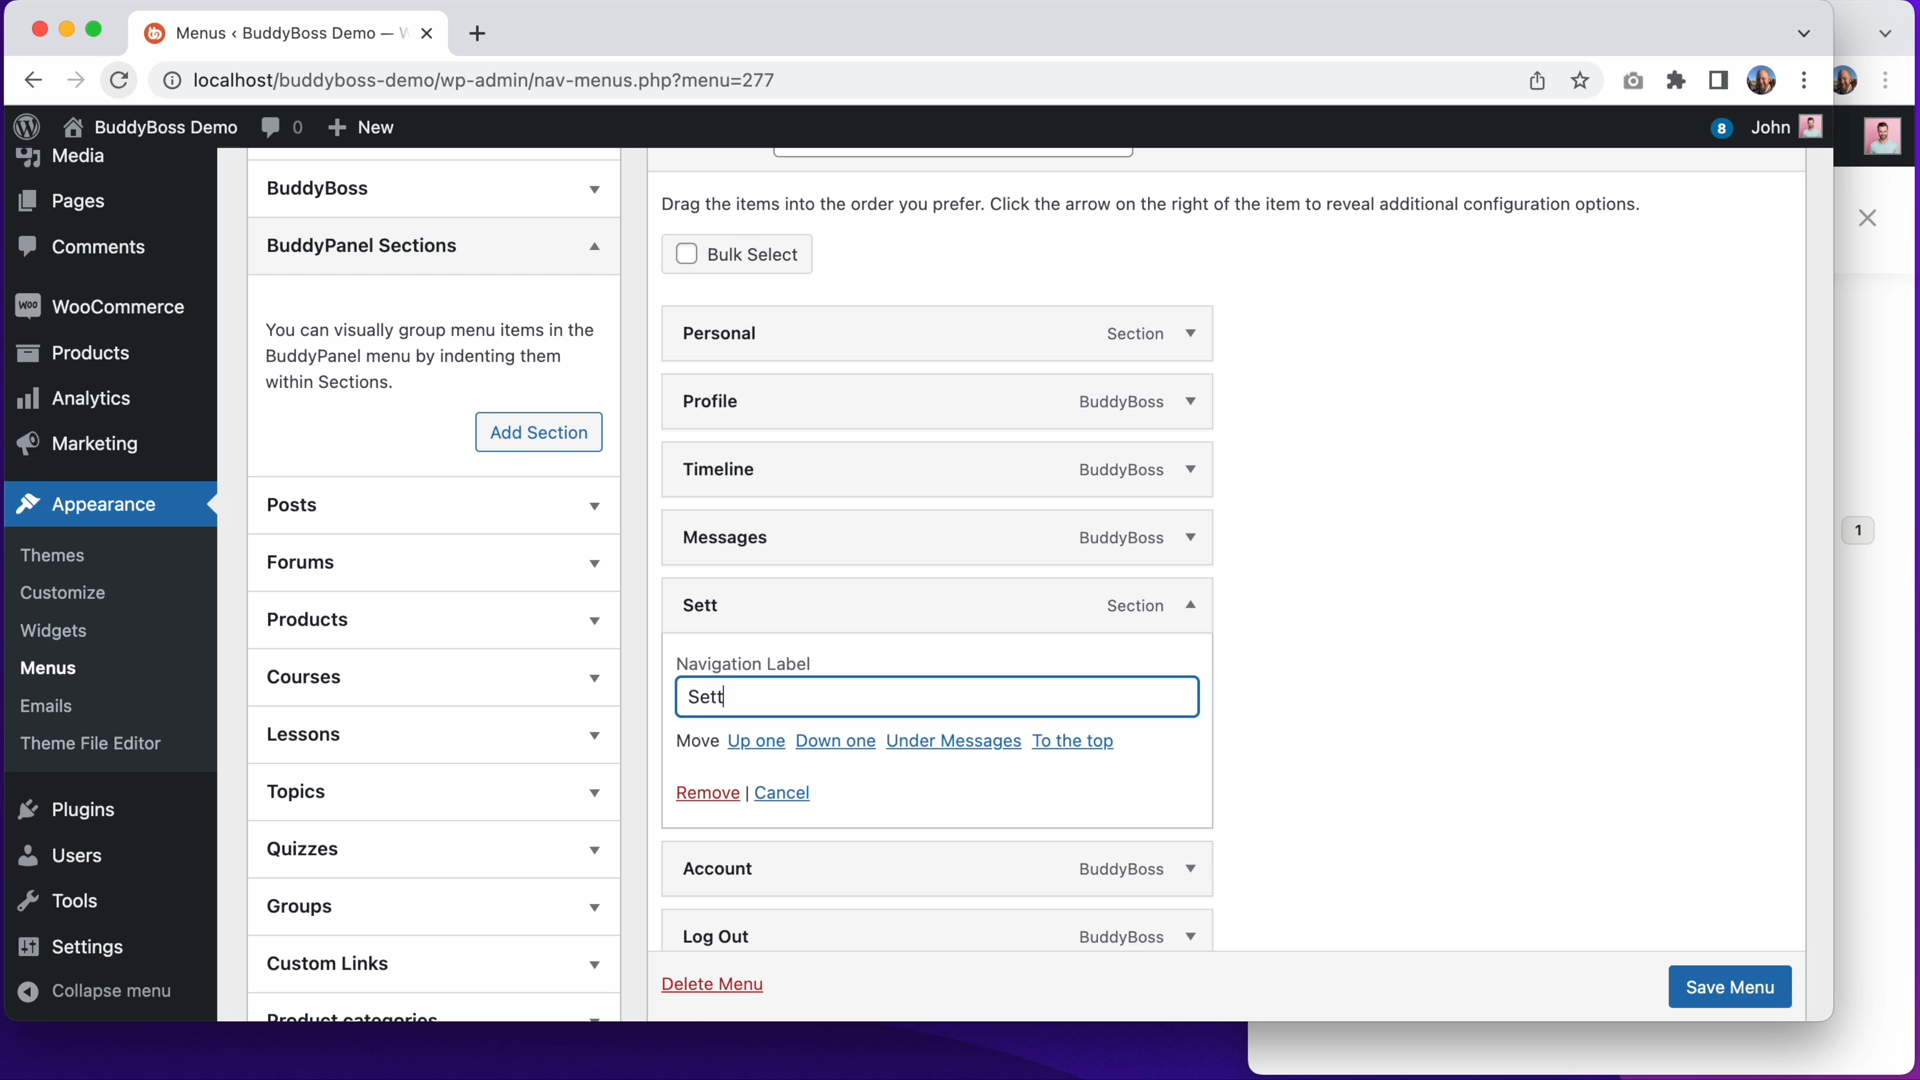 Menus ‹ BuddyBoss Demo —
localhost/buddyboss-demo/wp-admin/nav-menus.php?menu=277
BuddyBoss Demo
0
New
8
John
Media
Pages
Comments
WOO
WooCommerce
Products
Analytics
Marketing
Appearance
Themes
Customize
Widgets
Menus
Emails
Theme File Editor
Plugins
Users
Tools
Settings
Collapse menu
BuddyBoss
BuddyPanel Sections
You can visually group menu items in the
BuddyPanel menu by indenting them
within Sections.
Add Section
Posts
Forums
Products
Courses
Lessons
Topics
Quizzes
Groups
Custom Links
Product categories
Drag the items into the order you prefer. Click the arrow on the right of the item to reveal additional configuration options.
Bulk Select
Personal Section
Profile BuddyBoss
Timeline BuddyBoss
Messages BuddyBoss
Sett Section
Navigation Label
Sett
Move Up one Down one Under Messages To the top
Remove | Cancel
Account BuddyBoss
Log Out BuddyBoss
Delete Menu
Save Menu
1